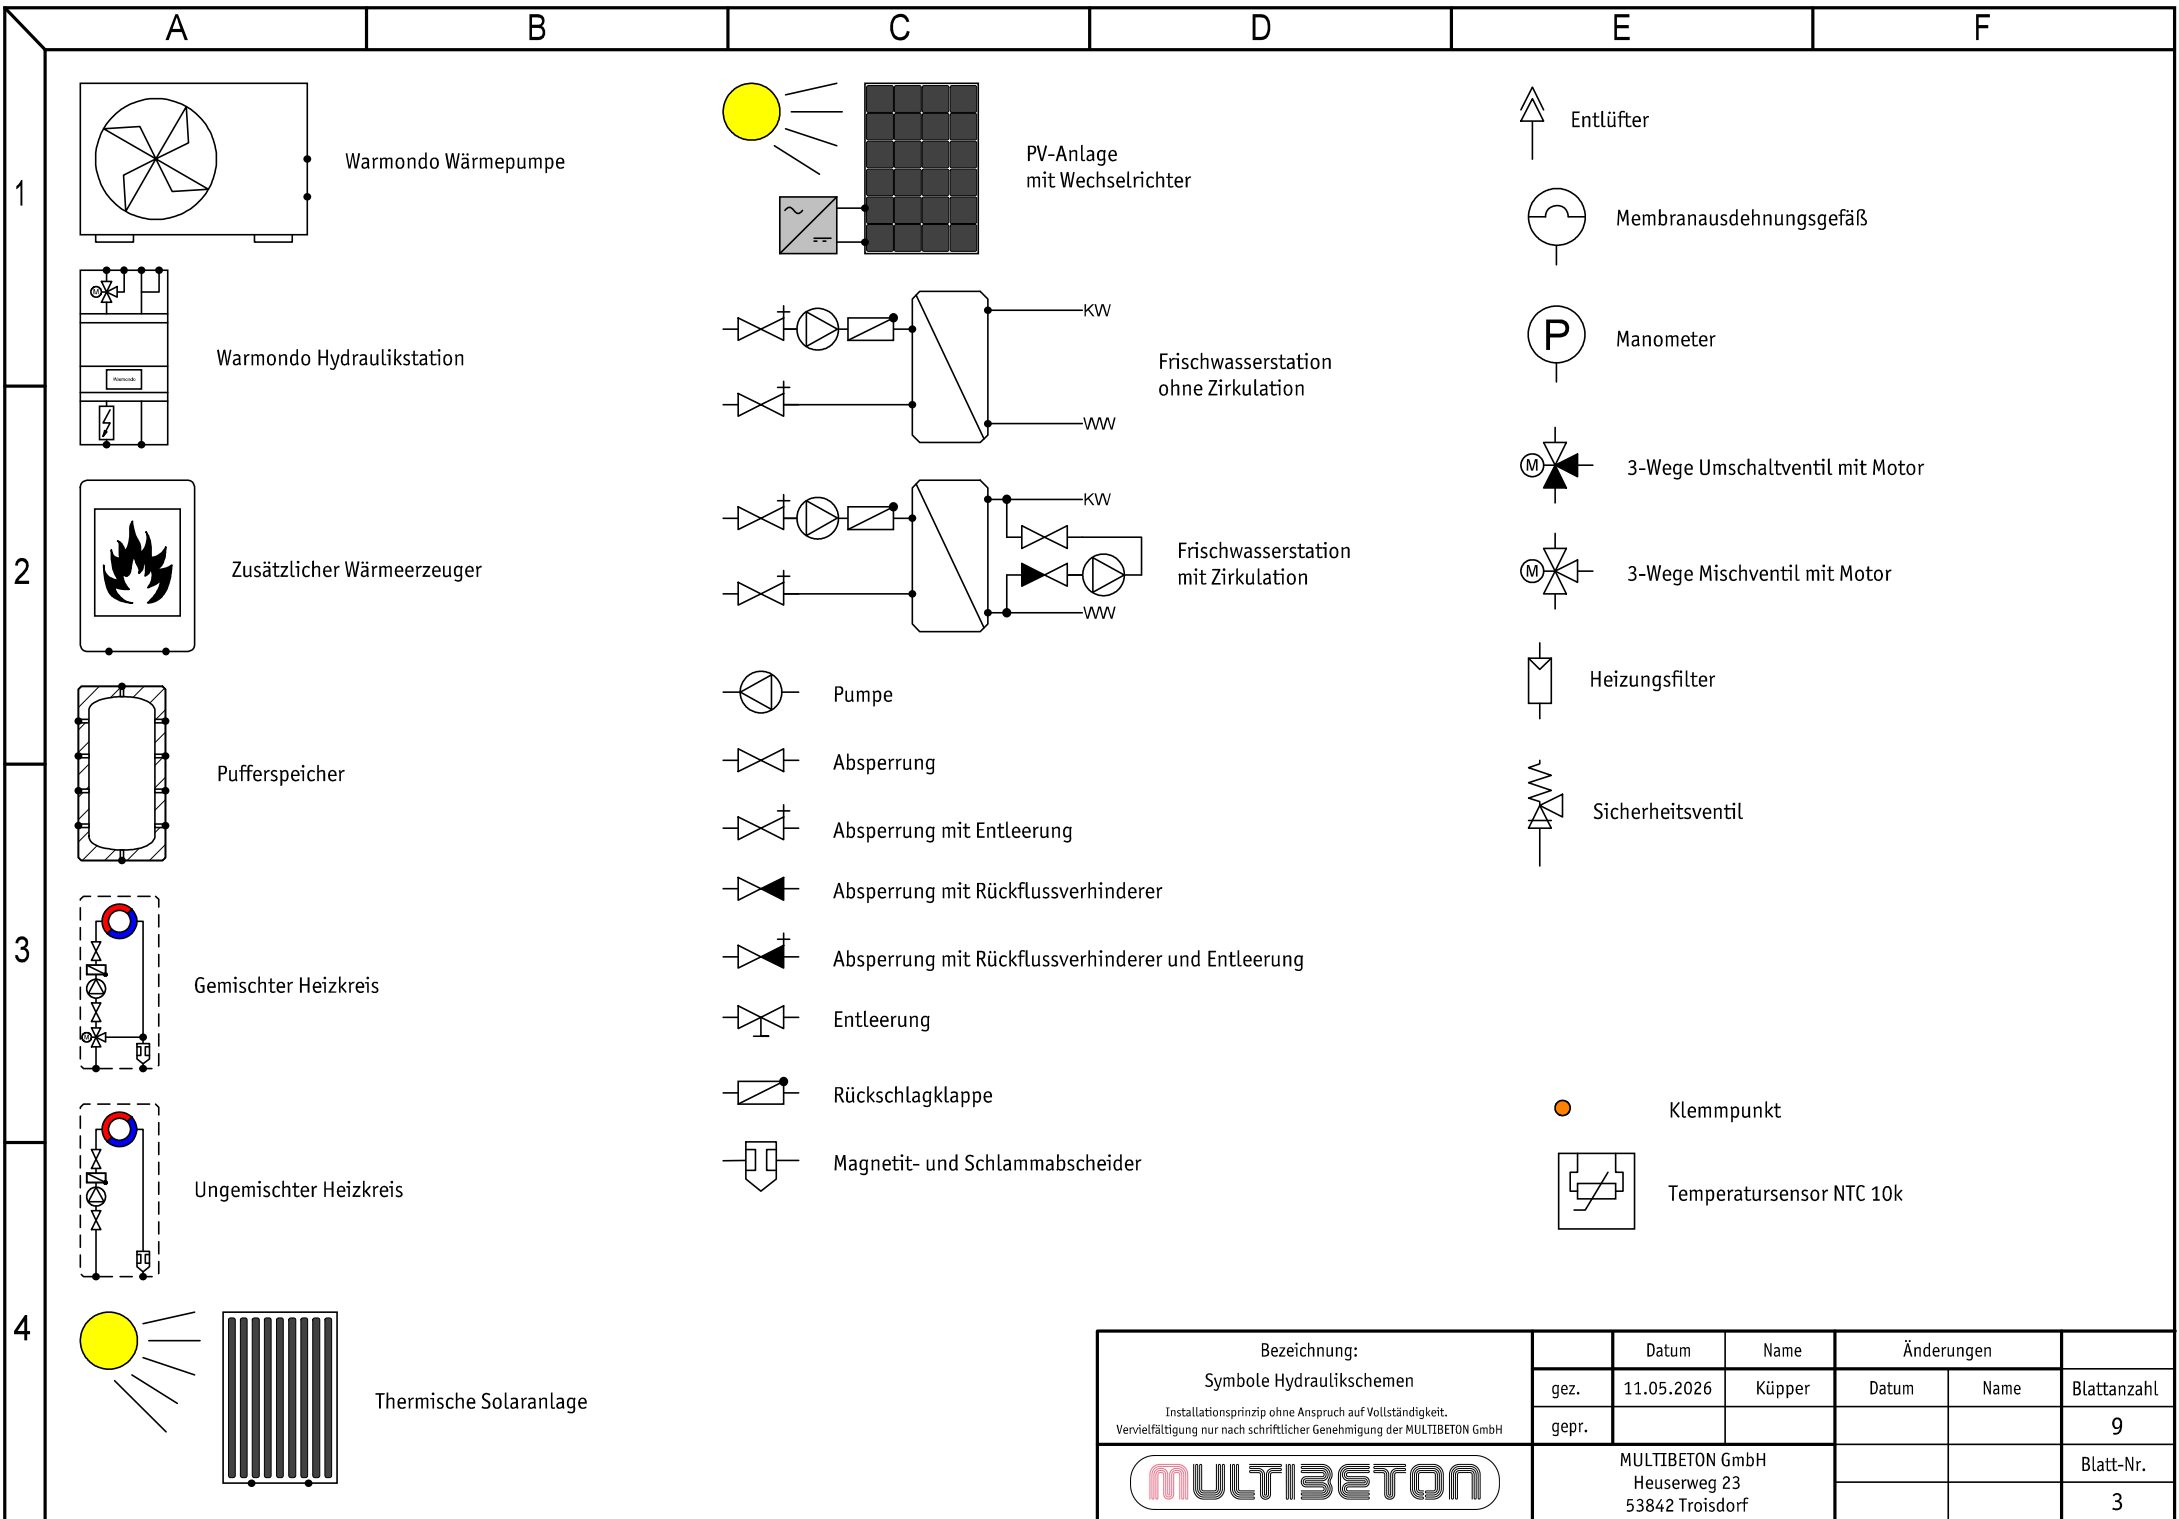 A B C D E F
1
2
3
4
Warmondo Wärmepumpe
Warmondo Hydraulikstation
M
Warmondo
Zusätzlicher Wärmeerzeuger
Pufferspeicher
Gemischter Heizkreis
M
Ungemischter Heizkreis
Thermische Solaranlage
PV-Anlage
mit Wechselrichter
KW
WW
Frischwasserstation
ohne Zirkulation
KW
WW
Frischwasserstation
mit Zirkulation
Pumpe
Absperrung
Absperrung mit Entleerung
Absperrung mit Rückflussverhinderer
Absperrung mit Rückflussverhinderer und Entleerung
Entleerung
Rückschlagklappe
Magnetit- und Schlammabscheider
Entlüfter
Membranausdehnungsgefäß
P
Manometer
M
3-Wege Umschaltventil mit Motor
M
3-Wege Mischventil mit Motor
Heizungsfilter
Sicherheitsventil
Klemmpunkt
Temperatursensor NTC 10k
Bezeichnung:
Symbole Hydraulikschemen
Installationsprinzip ohne Anspruch auf Vollständigkeit.
Vervielfältigung nur nach schriftlicher Genehmigung der MULTIBETON GmbH
MULTIBETON
Datum Name Änderungen
gez. 11.05.2026 Küpper Datum Name Blattanzahl
gepr. 9
MULTIBETON GmbH
Heuserweg 23
53842 Troisdorf
Blatt-Nr.
3